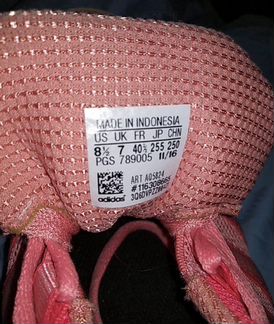 MADE IN INDONESIA
US UK FR JP CHN
8½ 7 40⅔ 255 250
PGS 789005 11/16
ART AQ5824
adidas